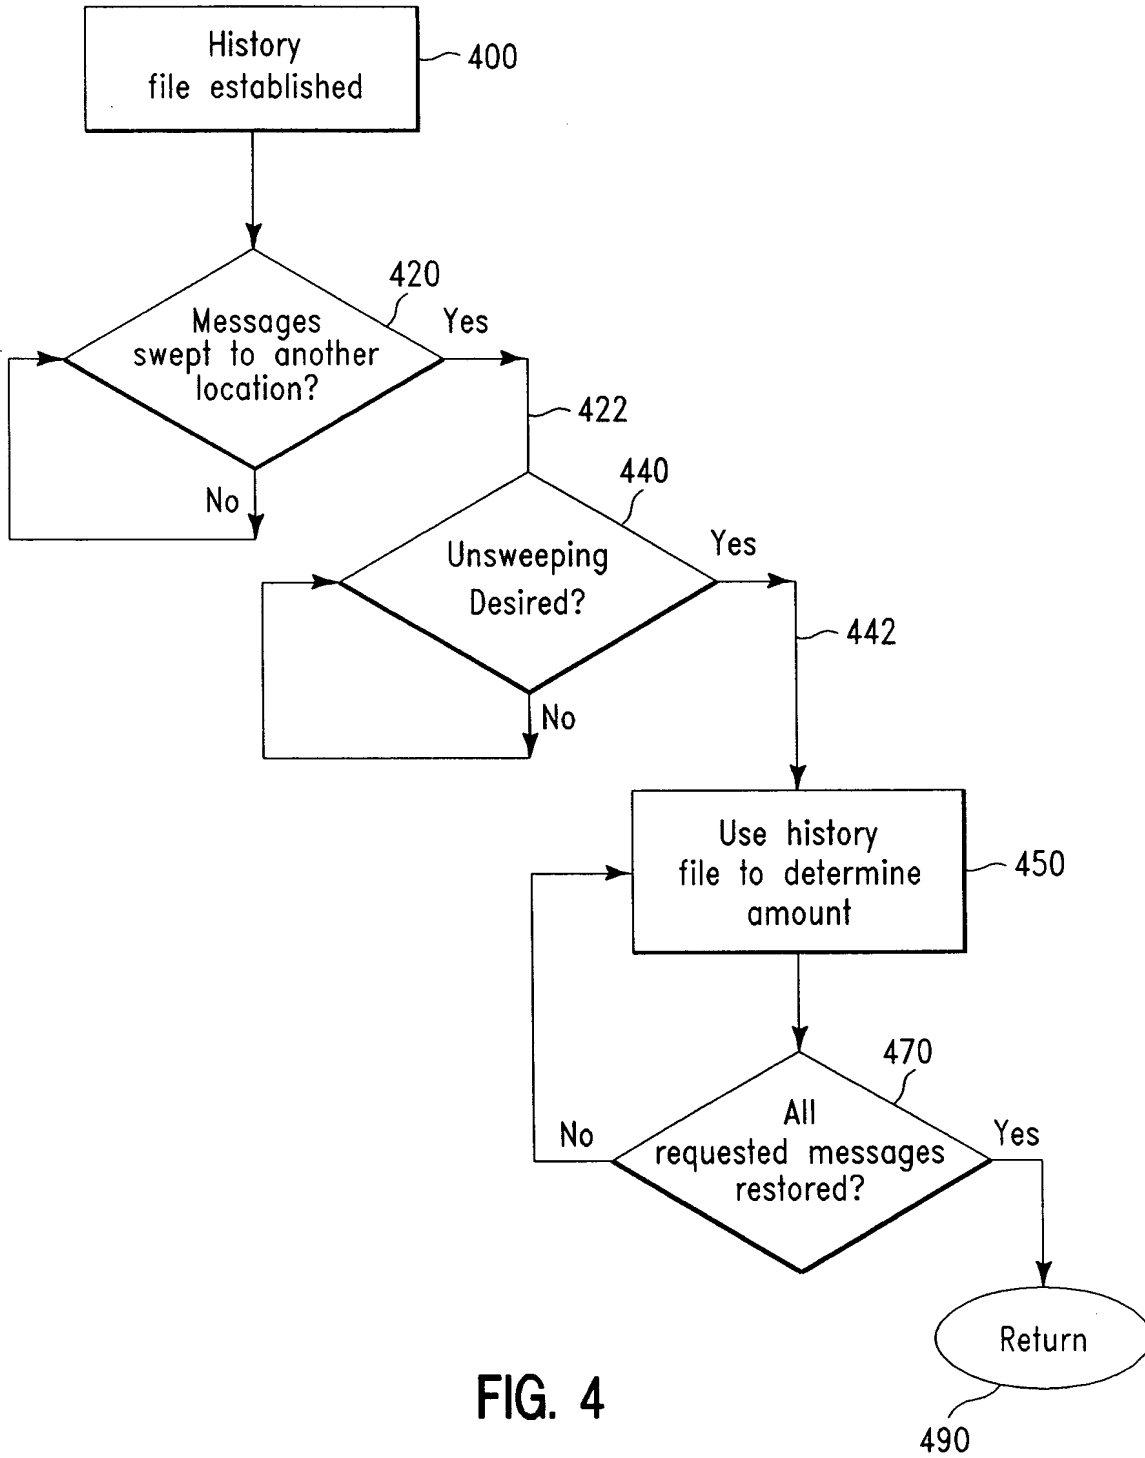 History
file established
400
420
Messages
swept to another
location?
Yes
422
No
440
Unsweeping
Desired?
Yes
442
No
Use history
file to determine
amount
450
470
All
requested messages
restored?
No
Yes
Return
490
FIG. 4